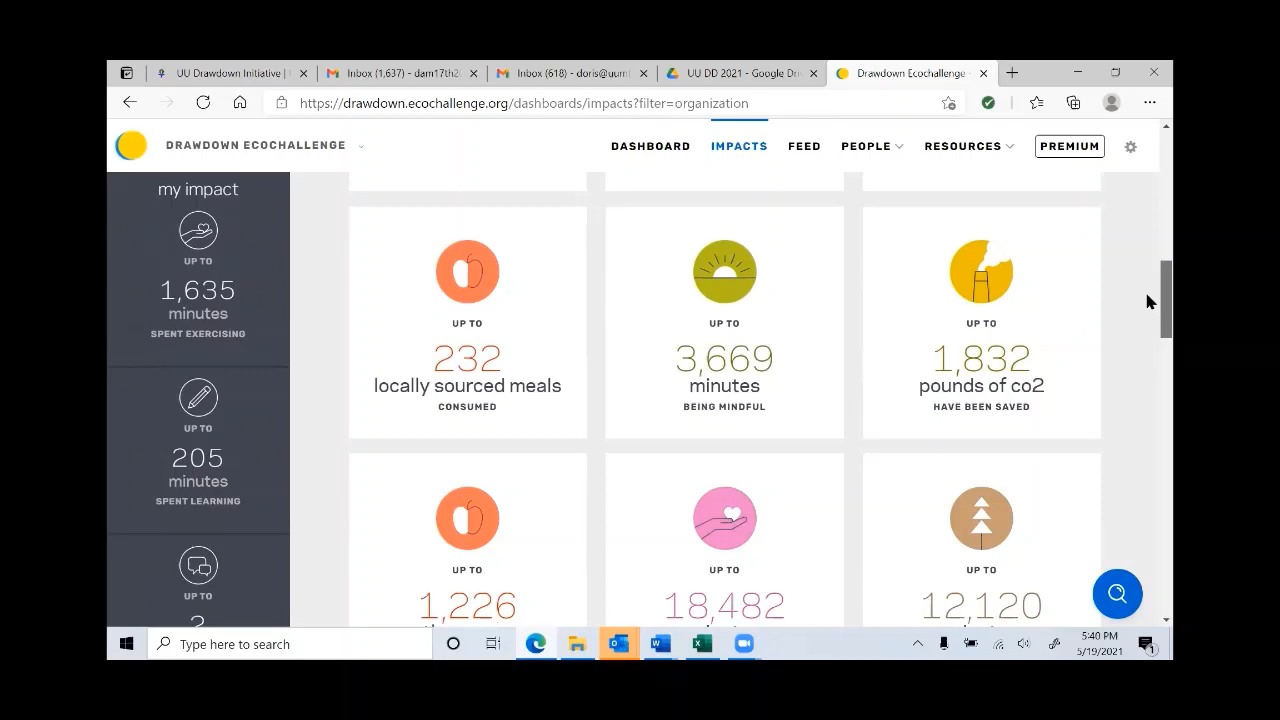 UU Drawdown Initiative |
Inbox (1,637) - dam17th2
Inbox (618) - doris@uuml
UU DD 2021 - Google Dri
Drawdown Ecochallenge -
https://drawdown.ecochallenge.org/dashboards/impacts?filter=organization
DRAWDOWN ECOCHALLENGE
DASHBOARD
IMPACTS
FEED
PEOPLE
RESOURCES
PREMIUM
my impact
UP TO
1,635
minutes
SPENT EXERCISING
UP TO
205
minutes
SPENT LEARNING
UP TO
UP TO
232
locally sourced meals
CONSUMED
UP TO
3,669
minutes
BEING MINDFUL
UP TO
1,832
pounds of co2
HAVE BEEN SAVED
UP TO
1,226
UP TO
18,482
UP TO
12,120
Type here to search
5:40 PM
5/19/2021
1